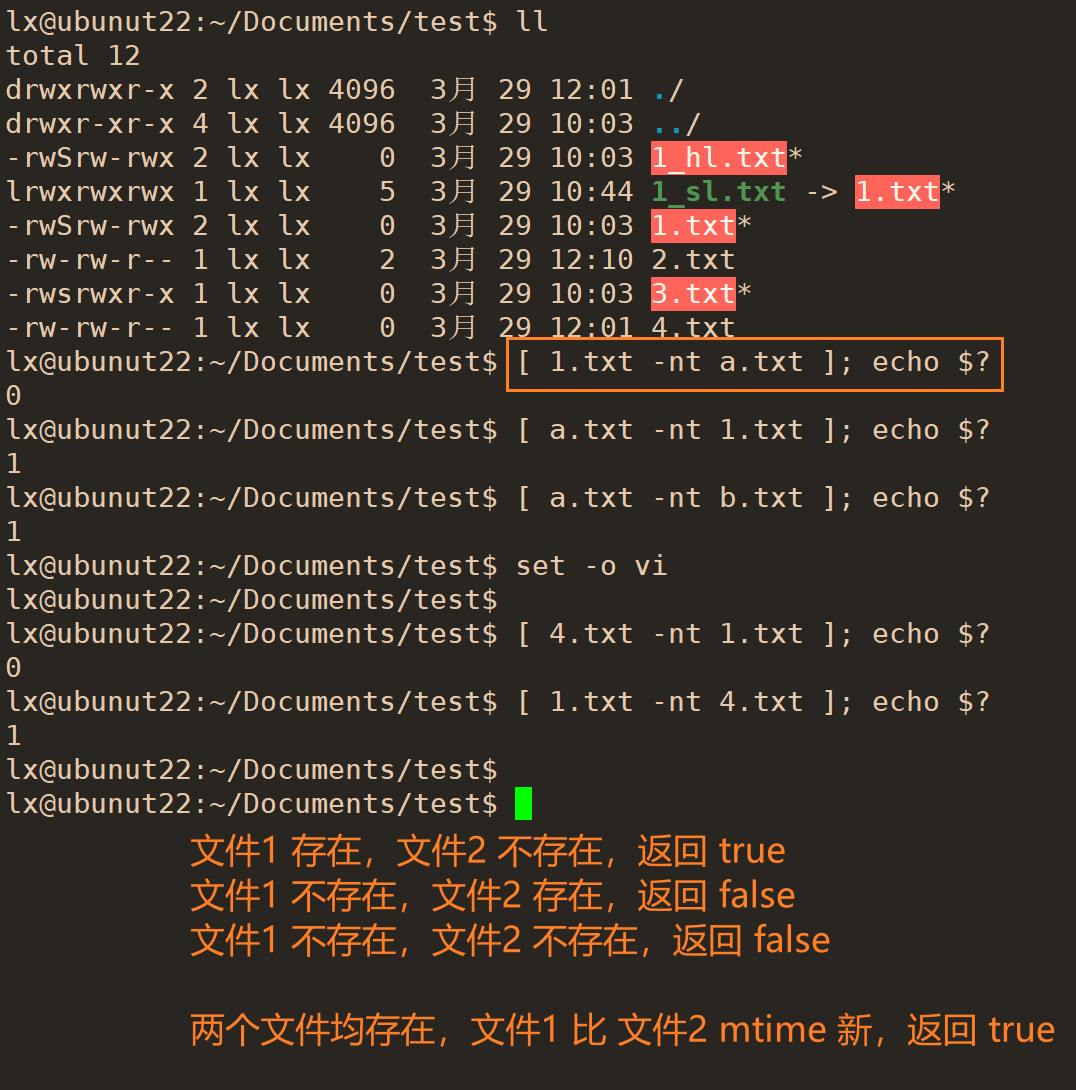 lx@ubunut22:~/Documents/test$ ll
total 12
drwxrwxr-x 2 lx lx 4096  3月 29 12:01 ./
drwxr-xr-x 4 lx lx 4096  3月 29 10:03 ../
-rwSrw-rwx 2 lx lx    0  3月 29 10:03 1_hl.txt*
lrwxrwxrwx 1 lx lx    5  3月 29 10:44 1_sl.txt -> 1.txt*
-rwSrw-rwx 2 lx lx    0  3月 29 10:03 1.txt*
-rw-rw-r-- 1 lx lx    2  3月 29 12:10 2.txt
-rwsrwxr-x 1 lx lx    0  3月 29 10:03 3.txt*
-rw-rw-r-- 1 lx lx    0  3月 29 12:01 4.txt
lx@ubunut22:~/Documents/test$ [ 1.txt -nt a.txt ]; echo $?
0
lx@ubunut22:~/Documents/test$ [ a.txt -nt 1.txt ]; echo $?
1
lx@ubunut22:~/Documents/test$ [ a.txt -nt b.txt ]; echo $?
1
lx@ubunut22:~/Documents/test$ set -o vi
lx@ubunut22:~/Documents/test$
lx@ubunut22:~/Documents/test$ [ 4.txt -nt 1.txt ]; echo $?
0
lx@ubunut22:~/Documents/test$ [ 1.txt -nt 4.txt ]; echo $?
1
lx@ubunut22:~/Documents/test$
lx@ubunut22:~/Documents/test$
文件1 存在，文件2 不存在，返回 true
文件1 不存在，文件2 存在，返回 false
文件1 不存在，文件2 不存在，返回 false
两个文件均存在，文件1 比 文件2 mtime 新，返回 true